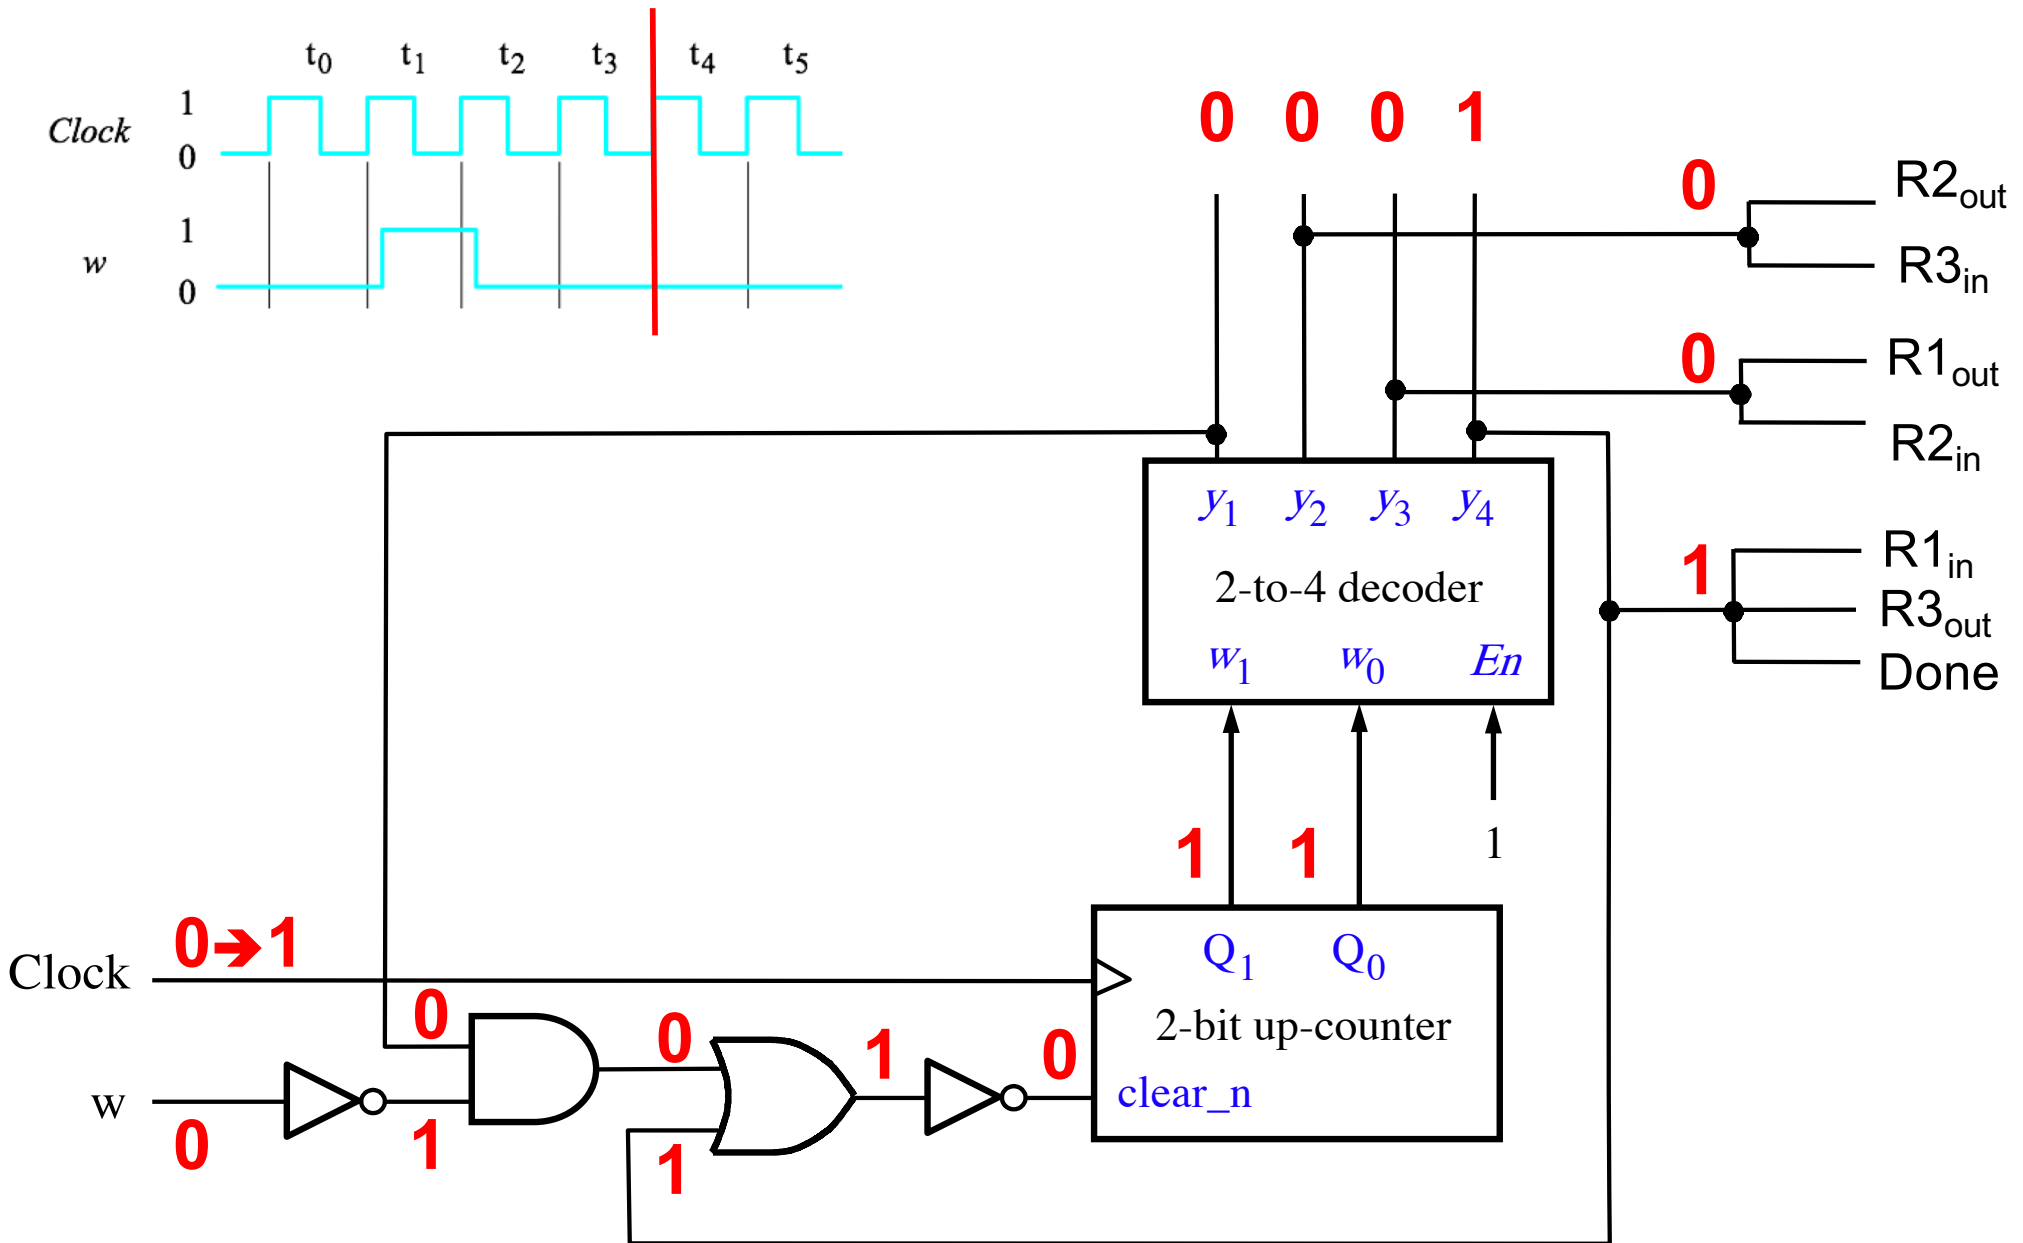 t0 t1 t2 t3 t4 t5
1
Clock
0
1
w
0
0 0 0 1
0
R2out
R3in
0
R1out
R2in
y1 y2 y3 y4
2-to-4 decoder
w1 w0 En
1
R1in
R3out
Done
1 1 1
Clock 0➔1
Q1 Q0
2-bit up-counter
clear_n
0 0 1 0
w
0 1 1